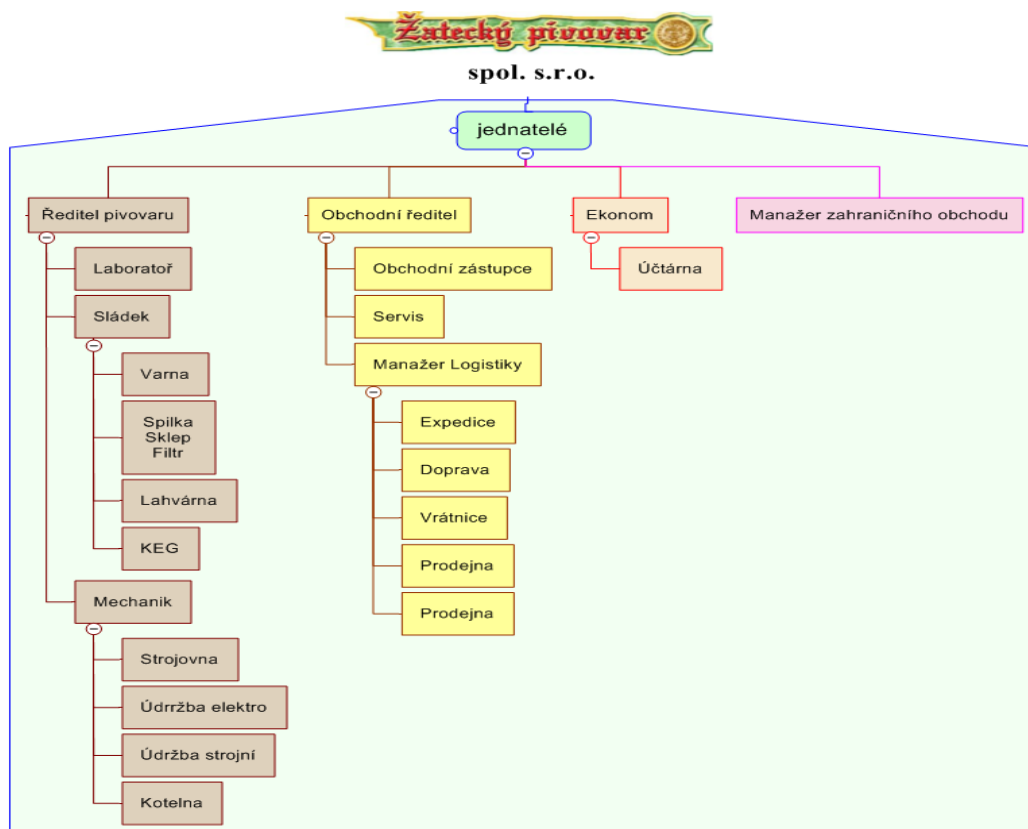 Žatecký pivovar
spol. s.r.o.
jednatelé
Ředitel pivovaru
Obchodní ředitel
Ekonom
Manažer zahraničního obchodu
Laboratoř
Obchodní zástupce
Účtárna
Sládek
Servis
Manažer Logistiky
Varna
Expedice
Spilka
Sklep
Filtr
Doprava
Lahvárna
Vrátnice
KEG
Prodejna
Mechanik
Prodejna
Strojovna
Údrržba elektro
Údržba strojní
Kotelna